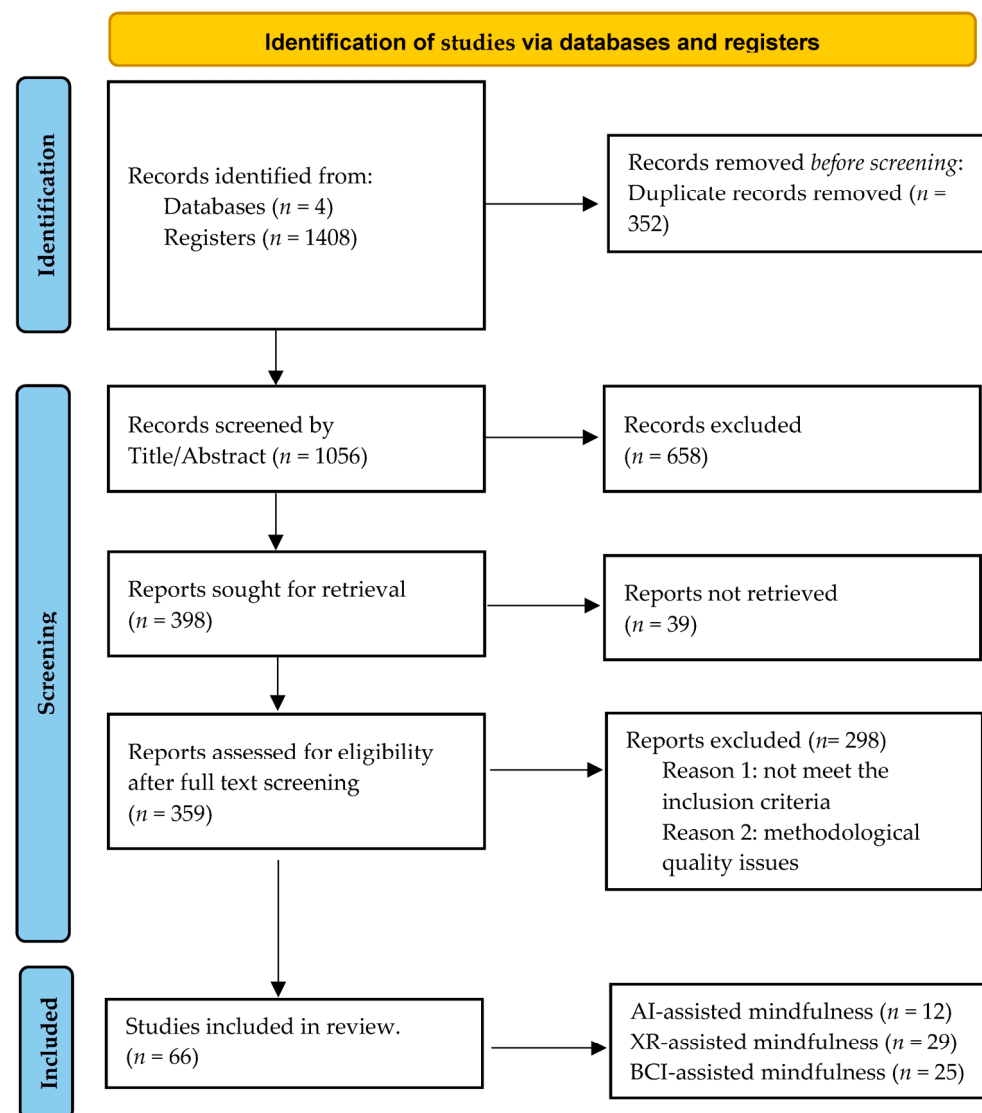 Identification of studies via databases and registers
Identification
Records identified from:
Databases (n = 4)
Registers (n = 1408)
Records removed before screening:
Duplicate records removed (n =
352)
Screening
Records screened by
Title/Abstract (n = 1056)
Records excluded
(n = 658)
Reports sought for retrieval
(n = 398)
Reports not retrieved
(n = 39)
Reports assessed for eligibility
after full text screening
(n = 359)
Reports excluded (n= 298)
Reason 1: not meet the
inclusion criteria
Reason 2: methodological
quality issues
Included
Studies included in review.
(n = 66)
AI-assisted mindfulness (n = 12)
XR-assisted mindfulness (n = 29)
BCI-assisted mindfulness (n = 25)